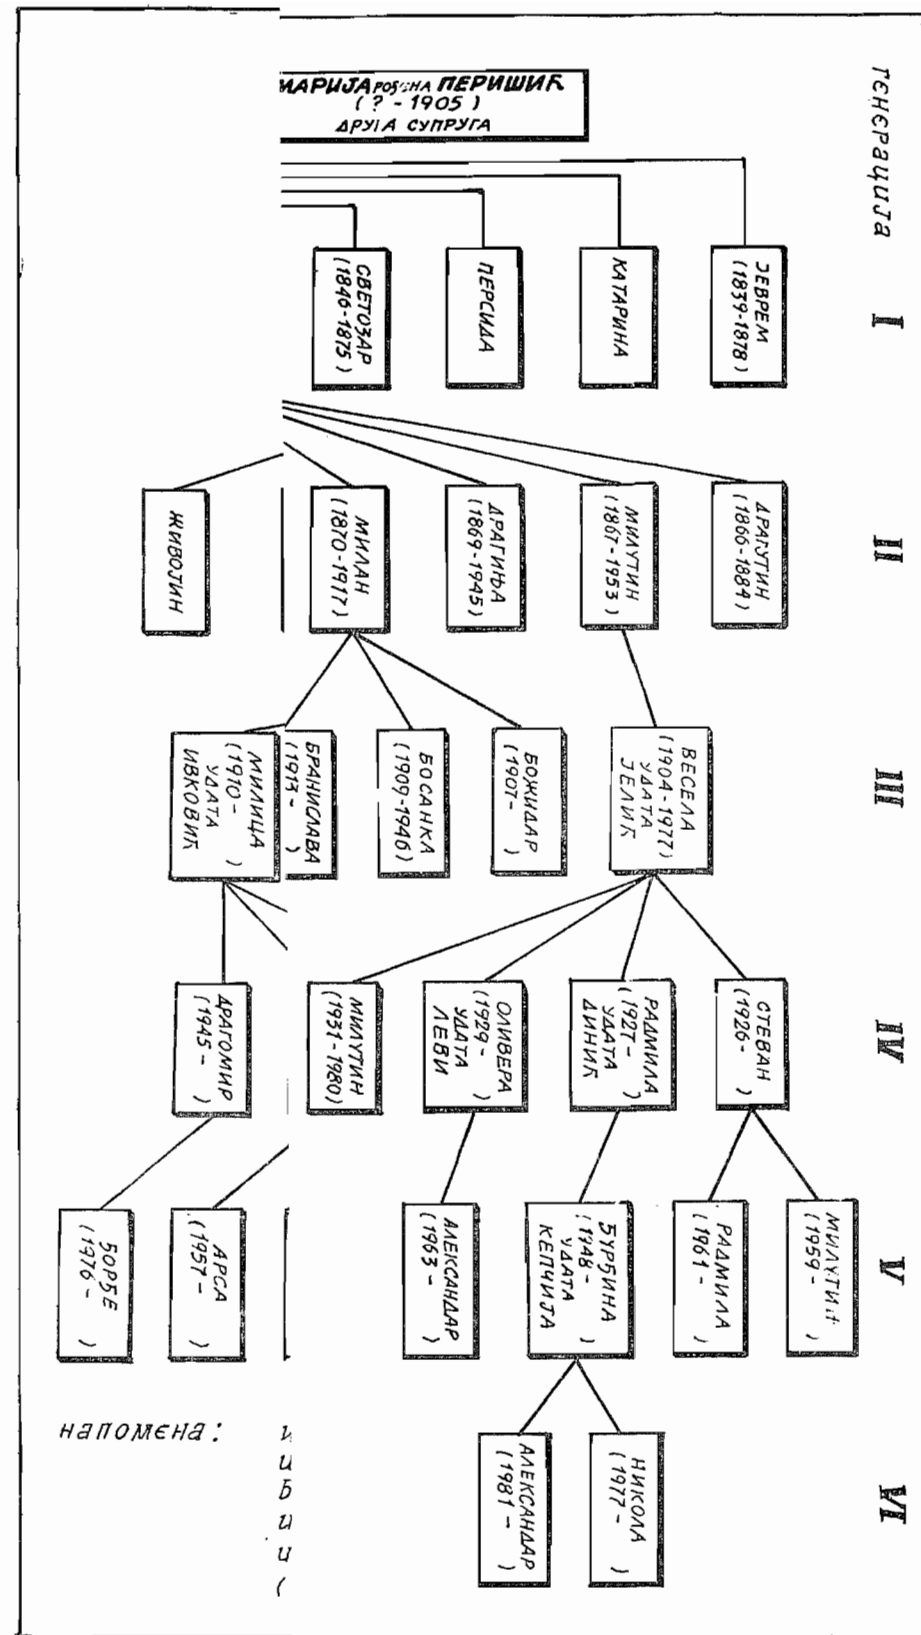 МАРИЈА РОЂЕНА ПЕРИШИЋ
( ? - 1905 )
ДРУГА СУПРУГА
генерација
I
ЈЕВРЕМ
(1839-1878)
КАТАРИНА
ПЕРСИДА
СВЕТОЗАР
(1846-1875)
II
ДРАГУТИН
(1866-1884)
МИЛУТИН
(1867-1953)
ДРАГИЊА
(1869-1945)
МИЛАН
(1870-1917)
ЖИВОЈИН
III
ВЕСЕЛА
(1904-1977)
УДАТА
ЈЕЛИЋ
БОЖИДАР
(1907- )
БОСАНКА
(1909-1946)
БРАНИСЛАВА
(1913- )
МИЛИЦА
(1910- )
УДАТА
ИВКОВИЋ
IV
СТЕВАН
(1926- )
РАДМИЛА
(1927- )
УДАТА
ДИНИЋ
ОЛИВЕРА
(1929- )
УДАТА
ЛЕВИ
МИЛУТИН
(1931-1980)
ДРАГОМИР
(1945- )
V
МИЛУТИН
(1959- )
РАДМИЛА
(1961- )
ЂУРЂИНА
(1948- )
УДАТА
КЕПЧИЈА
АЛЕКСАНДАР
(1963- )
АРСА
(1957- )
ЂОРЂЕ
(1976- )
VI
НИКОЛА
(1977- )
АЛЕКСАНДАР
(1981- )
напомена: